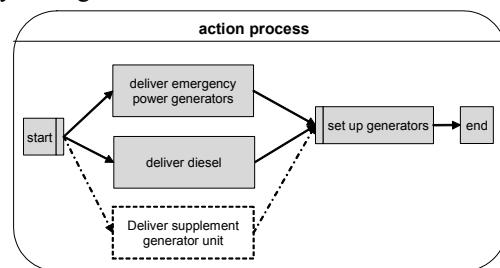 action process
deliver emergency
power generators
start
set up generators
end
deliver diesel
Deliver supplement
generator unit